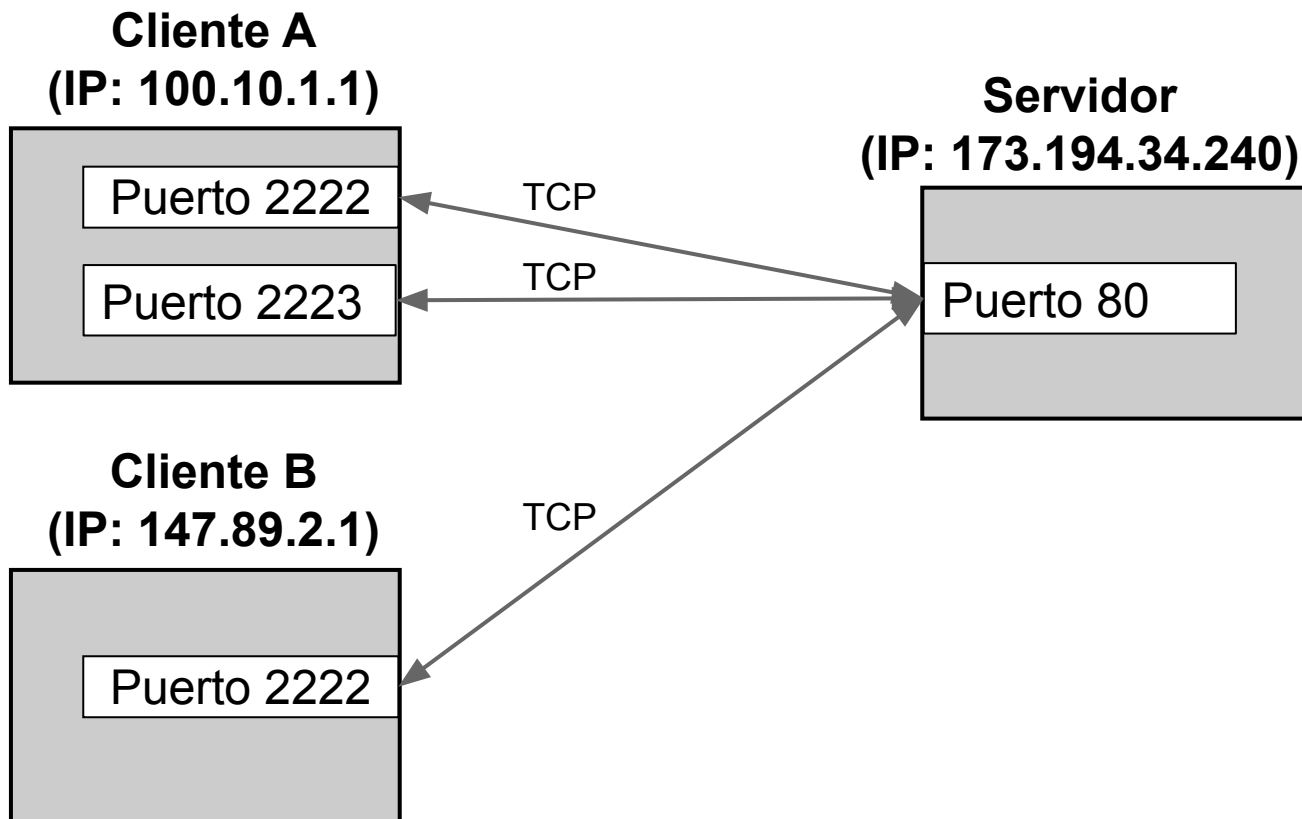 Cliente A
(IP: 100.10.1.1)
Puerto 2222
Puerto 2223
TCP
TCP
Servidor
(IP: 173.194.34.240)
Puerto 80
Cliente B
(IP: 147.89.2.1)
TCP
Puerto 2222